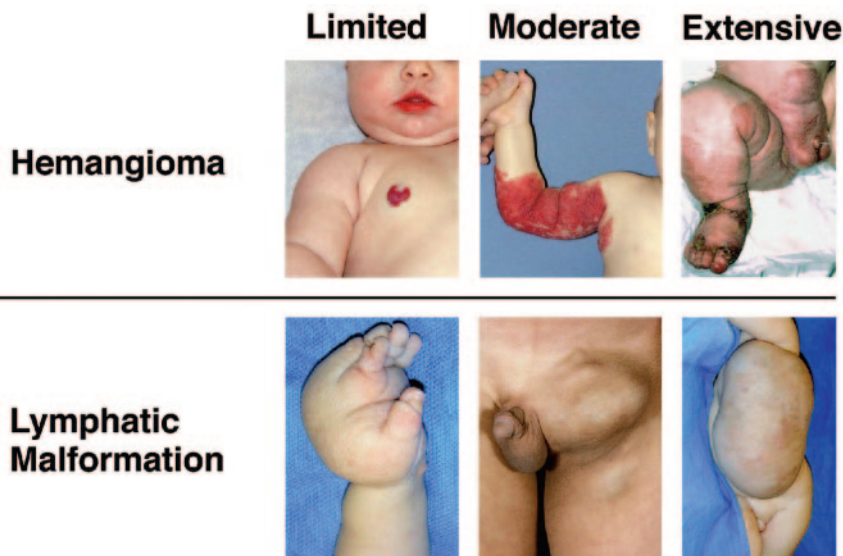 Limited Moderate Extensive
Hemangioma
Lymphatic
Malformation